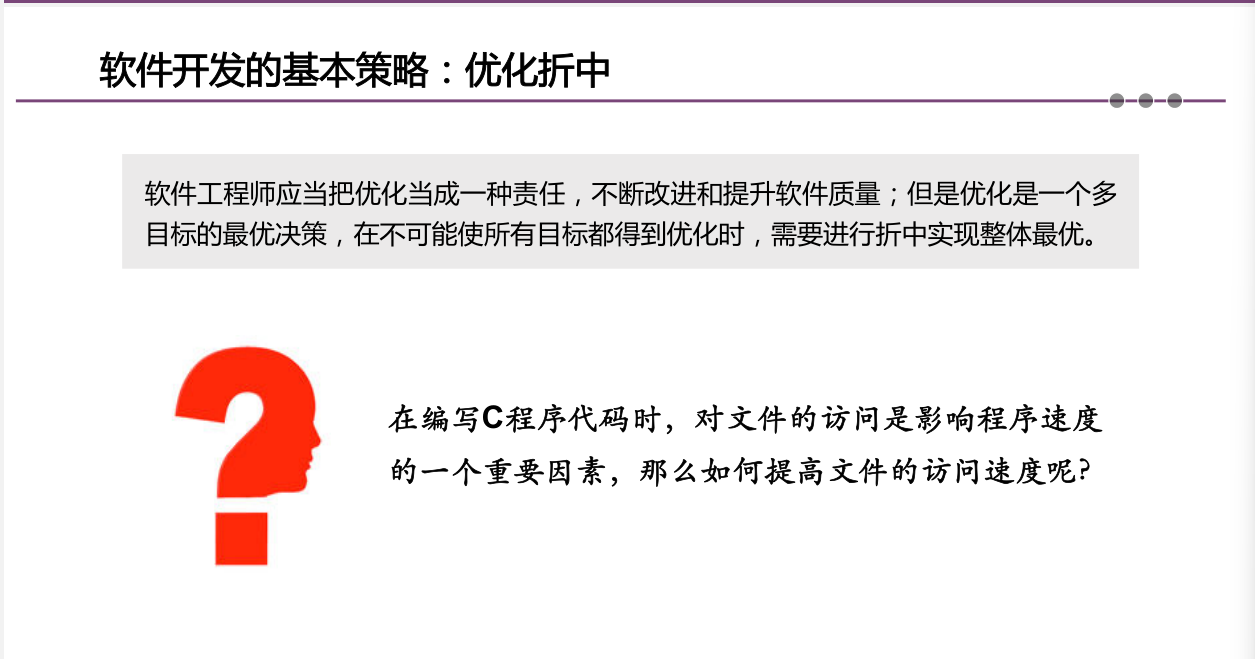 软件开发的基本策略：优化折中
软件工程师应当把优化当成一种责任，不断改进和提升软件质量；但是优化是一个多
目标的最优决策，在不可能使所有目标都得到优化时，需要进行折中实现整体最优。
在编写C程序代码时，对文件的访问是影响程序速度
的一个重要因素，那么如何提高文件的访问速度呢?